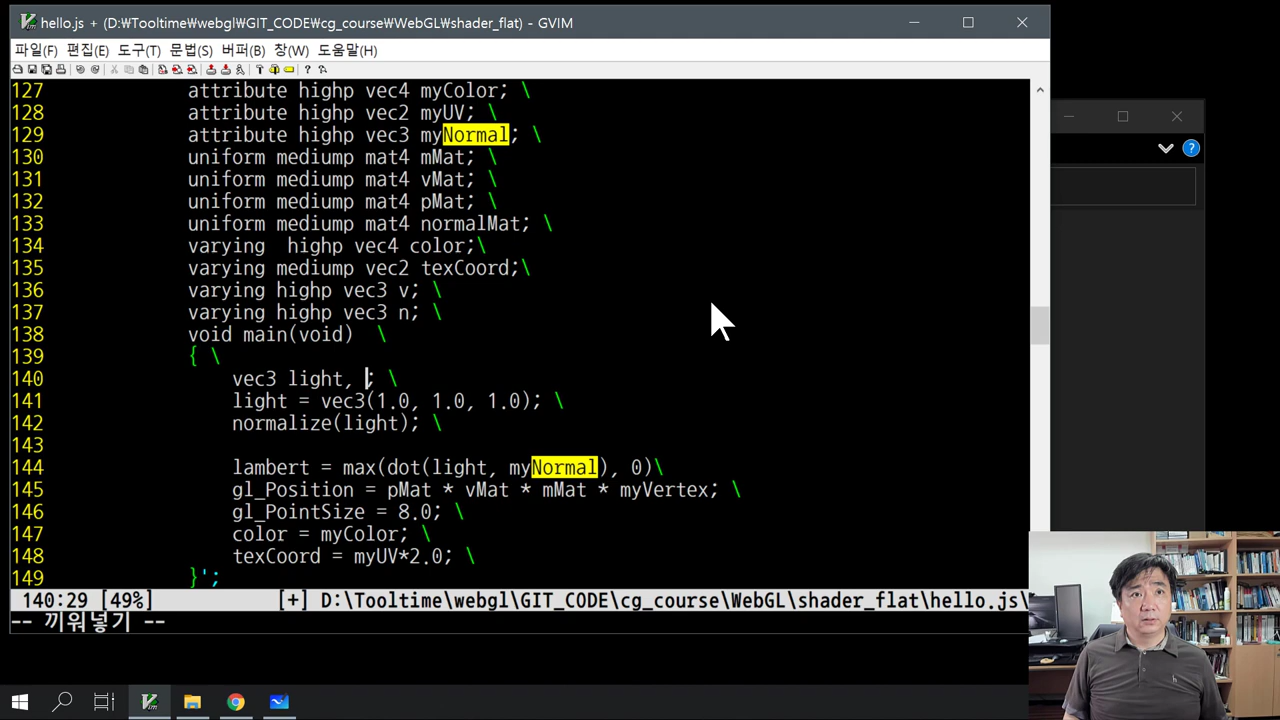 hello.js + (D:₩Tooltime₩webgl₩GIT_CODE₩cg_course₩WebGL₩shader_flat) - GVIM
파일(F) 편집(E) 도구(T) 문법(S) 버퍼(B) 창(W) 도움말(H)
127 attribute highp vec4 myColor; \
128 attribute highp vec2 myUV; \
129 attribute highp vec3 myNormal; \
130 uniform mediump mat4 mMat; \
131 uniform mediump mat4 vMat; \
132 uniform mediump mat4 pMat; \
133 uniform mediump mat4 normalMat; \
134 varying  highp vec4 color;\
135 varying mediump vec2 texCoord;\
136 varying highp vec3 v; \
137 varying highp vec3 n; \
138 void main(void)  \
139 { \
140 vec3 light, ; \
141 light = vec3(1.0, 1.0, 1.0); \
142 normalize(light); \
143
144 lambert = max(dot(light, myNormal), 0)\
145 gl_Position = pMat * vMat * mMat * myVertex; \
146 gl_PointSize = 8.0; \
147 color = myColor; \
148 texCoord = myUV*2.0; \
149 }';
140:29 [49%] [+] D:\Tooltime\webgl\GIT_CODE\cg_course\WebGL\shader_flat\hello.js\
-- 끼워넣기 --